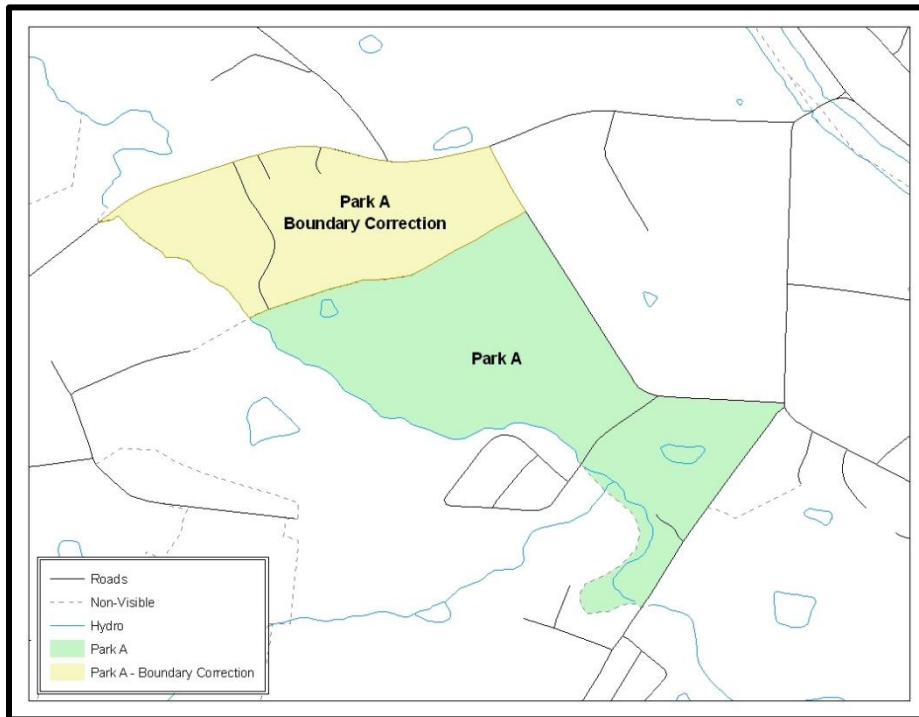 Park A
Boundary Correction
Park A
Roads
Non-Visible
Hydro
Park A
Park A - Boundary Correction